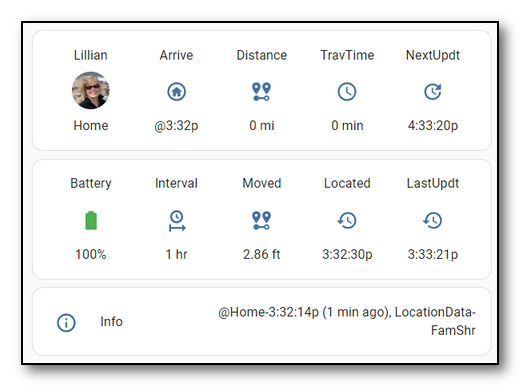 Lillian Arrive Distance TravTime NextUpdt
Home @3:32p 0 mi 0 min 4:33:20p
Battery Interval Moved Located LastUpdt
100% 1 hr 2.86 ft 3:32:30p 3:33:21p
Info
@Home-3:32:14p (1 min ago), LocationData-
FamShr